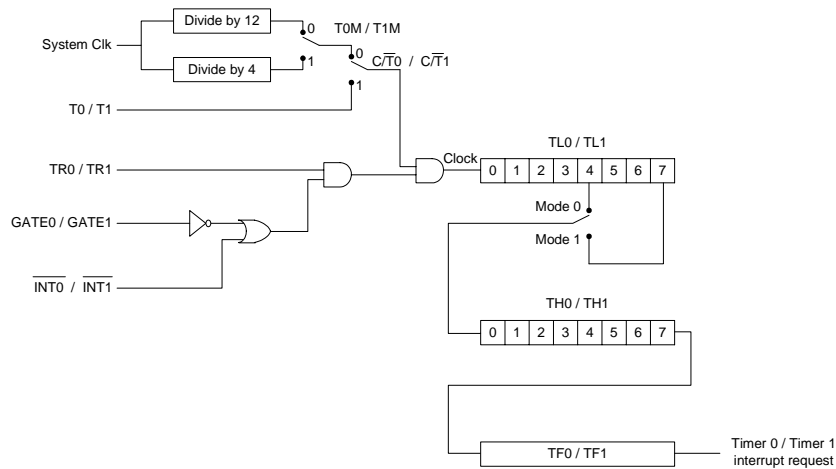 Divide by 12
System Clk
0
T0M / T1M
0
C/T̅0 / C/T̅1
Divide by 4
1
1
T0 / T1
TR0 / TR1
Clock
TL0 / TL1
0 1 2 3 4 5 6 7
GATE0 / GATE1
Mode 0
Mode 1
INT0 / INT1
TH0 / TH1
0 1 2 3 4 5 6 7
TF0 / TF1
Timer 0 / Timer 1
interrupt request